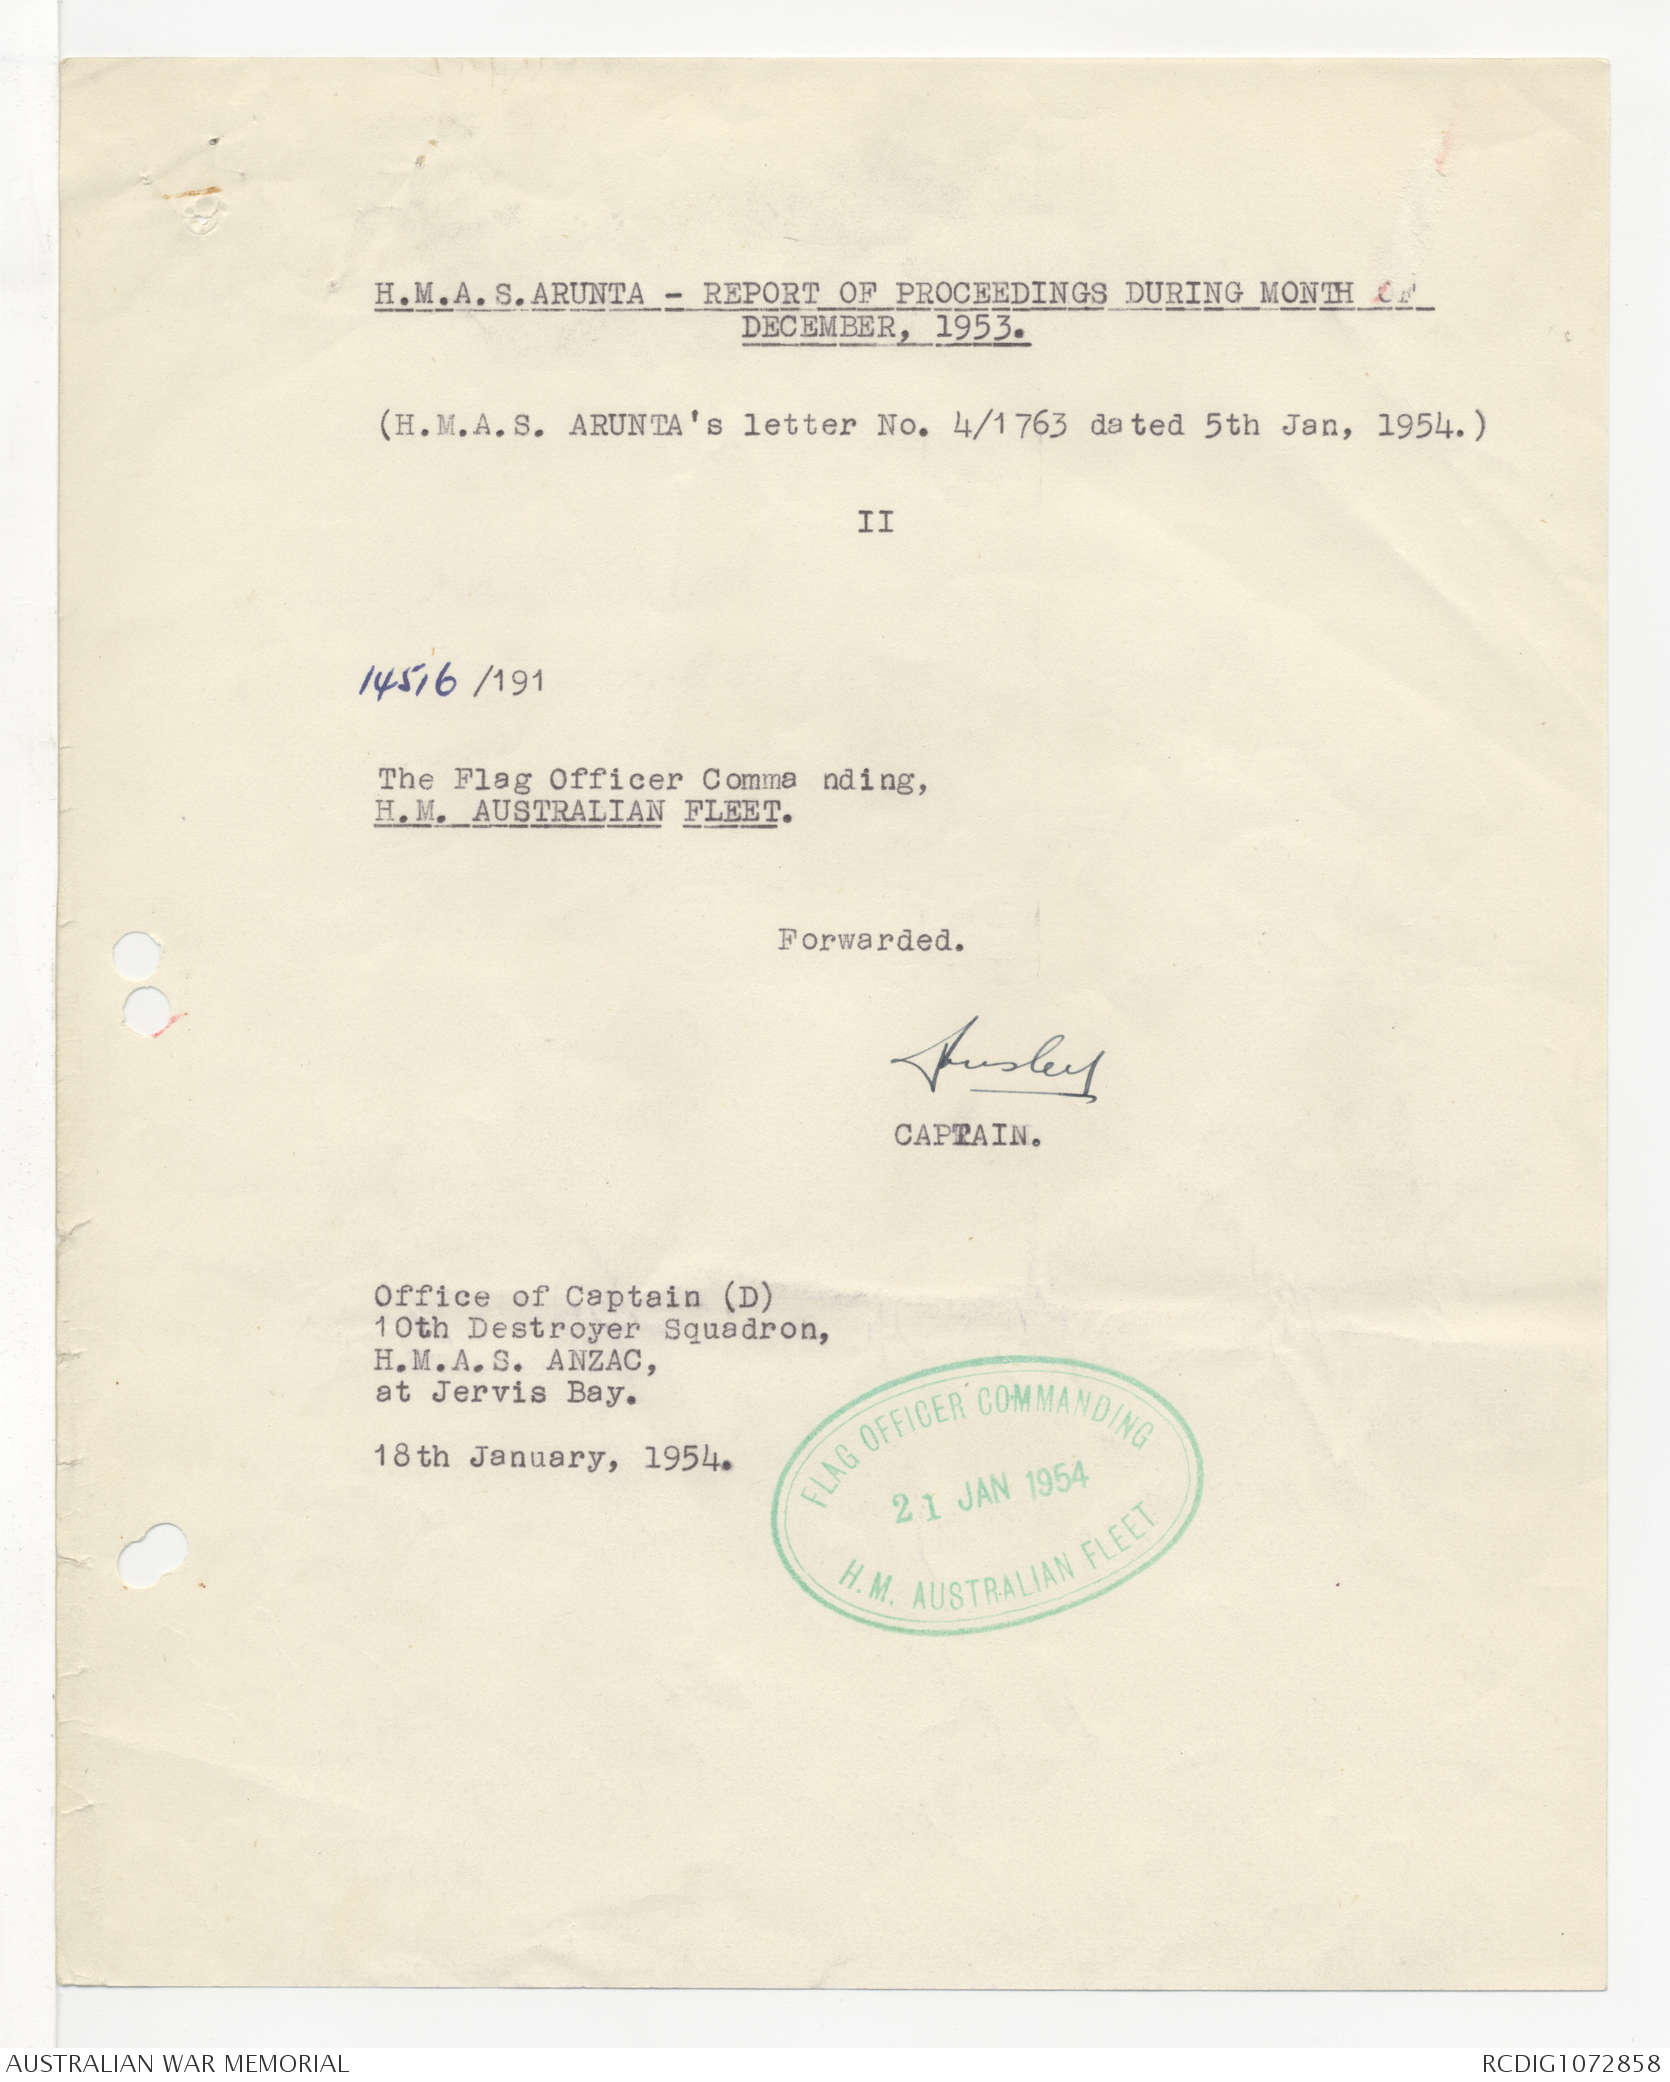 H.M.A.S.ARUNTA - REPORT OF PROCEEDINGS DURING MONTH OF
DECEMBER, 1953.
(H.M.A.S. ARUNTA's letter No. 4/1763 dated 5th Jan, 1954.)
II
14516 /191
The Flag Officer Comma nding,
H.M. AUSTRALIAN FLEET.
Forwarded.
CAPTAIN.
Office of Captain (D)
10th Destroyer Squadron,
H.M.A.S. ANZAC,
at Jervis Bay.
18th January, 1954.
FLAG OFFICER COMMANDING
21 JAN 1954
H.M. AUSTRALIAN FLEET
AUSTRALIAN WAR MEMORIAL
RCDIG1072858